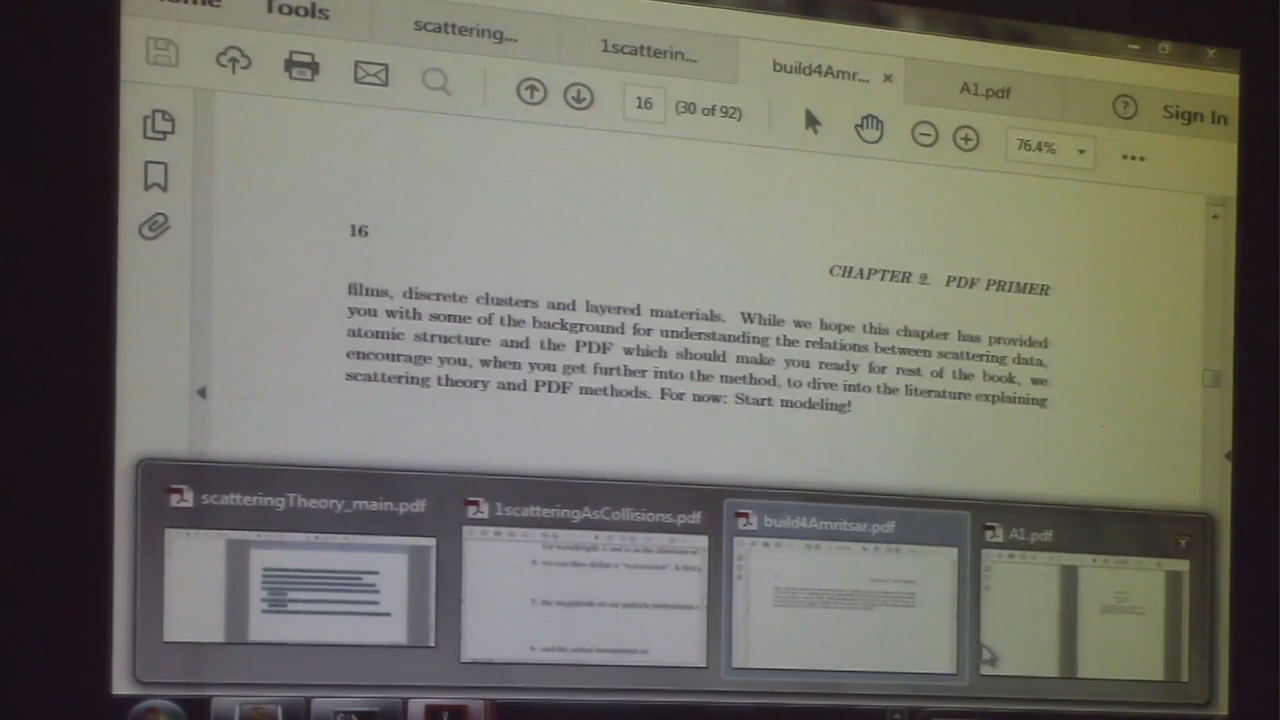 Tools
scattering...
1scatterin...
build4Amr...
A1.pdf
16
(30 of 92)
76.4%
Sign In
16
CHAPTER 2. PDF PRIMER
films, discrete clusters and layered materials. While we hope this chapter has provided
you with some of the background for understanding the relations between scattering data,
atomic structure and the PDF which should make you ready for rest of the book, we
encourage you, when you get further into the method, to dive into the literature explaining
scattering theory and PDF methods. For now: Start modeling!
scatteringTheory_main.pdf
1scatteringAsCollisions.pdf
build4Amritsar.pdf
A1.pdf